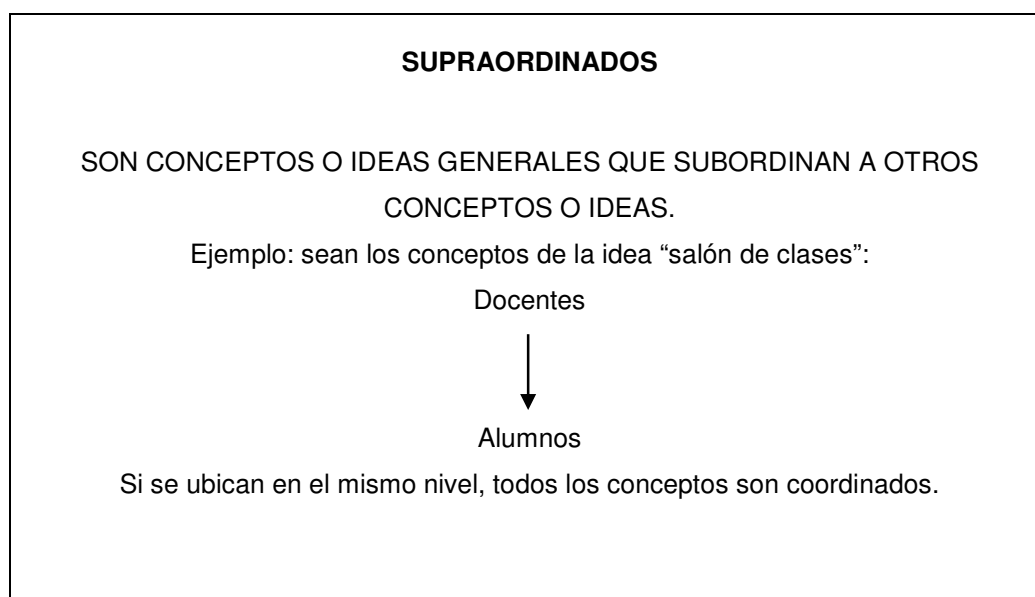 SUPRAORDINADOS
SON CONCEPTOS O IDEAS GENERALES QUE SUBORDINAN A OTROS
CONCEPTOS O IDEAS.
Ejemplo: sean los conceptos de la idea “salón de clases”:
Docentes
Alumnos
Si se ubican en el mismo nivel, todos los conceptos son coordinados.